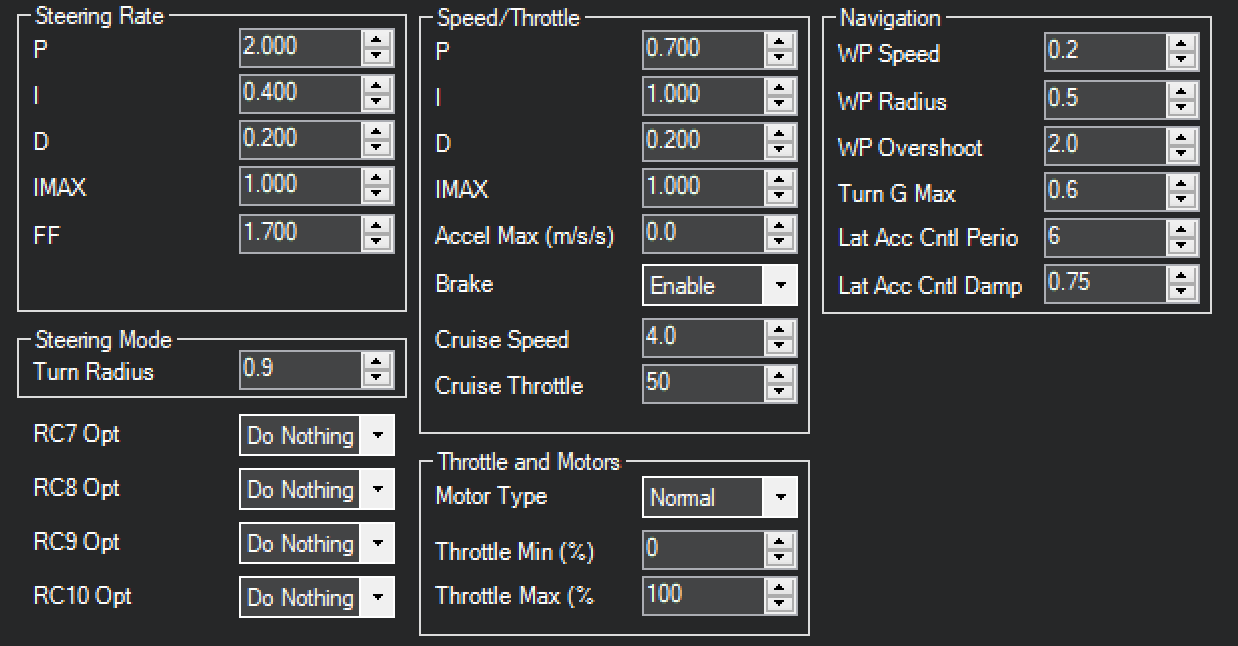 Steering Rate
P 2.000
I 0.400
D 0.200
IMAX 1.000
FF 1.700
Steering Mode
Turn Radius 0.9
RC7 Opt Do Nothing
RC8 Opt Do Nothing
RC9 Opt Do Nothing
RC10 Opt Do Nothing
Speed/Throttle
P 0.700
I 1.000
D 0.200
IMAX 1.000
Accel Max (m/s/s) 0.0
Brake Enable
Cruise Speed 4.0
Cruise Throttle 50
Throttle and Motors
Motor Type Normal
Throttle Min (%) 0
Throttle Max (% 100
Navigation
WP Speed 0.2
WP Radius 0.5
WP Overshoot 2.0
Turn G Max 0.6
Lat Acc Cntl Perio 6
Lat Acc Cntl Damp 0.75